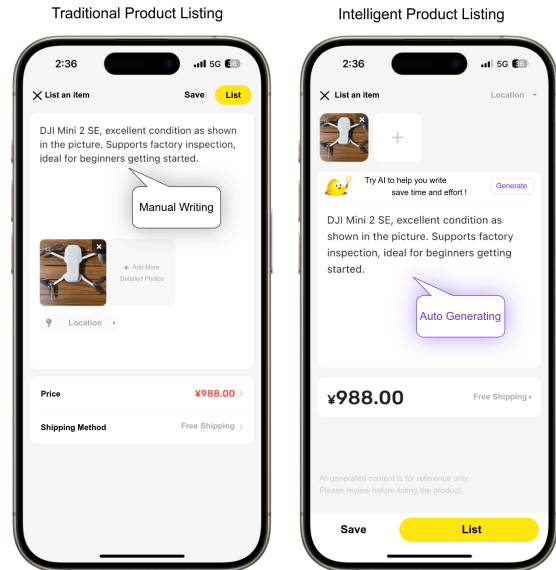 Traditional Product Listing
2:36
5G 36
List an item
Save
List
DJI Mini 2 SE, excellent condition as shown
in the picture. Supports factory inspection,
ideal for beginners getting started.
Manual Writing
+ Add More
Detailed Photos
Location
Price
¥988.00
Shipping Method
Free Shipping
Intelligent Product Listing
2:36
5G 36
List an item
Location
Try AI to help you write
save time and effort !
Generate
DJI Mini 2 SE, excellent condition as
shown in the picture. Supports factory
inspection, ideal for beginners getting
started.
Auto Generating
¥988.00
Free Shipping
AI-generated content is for reference only.
Please review before listing the product.
Save
List